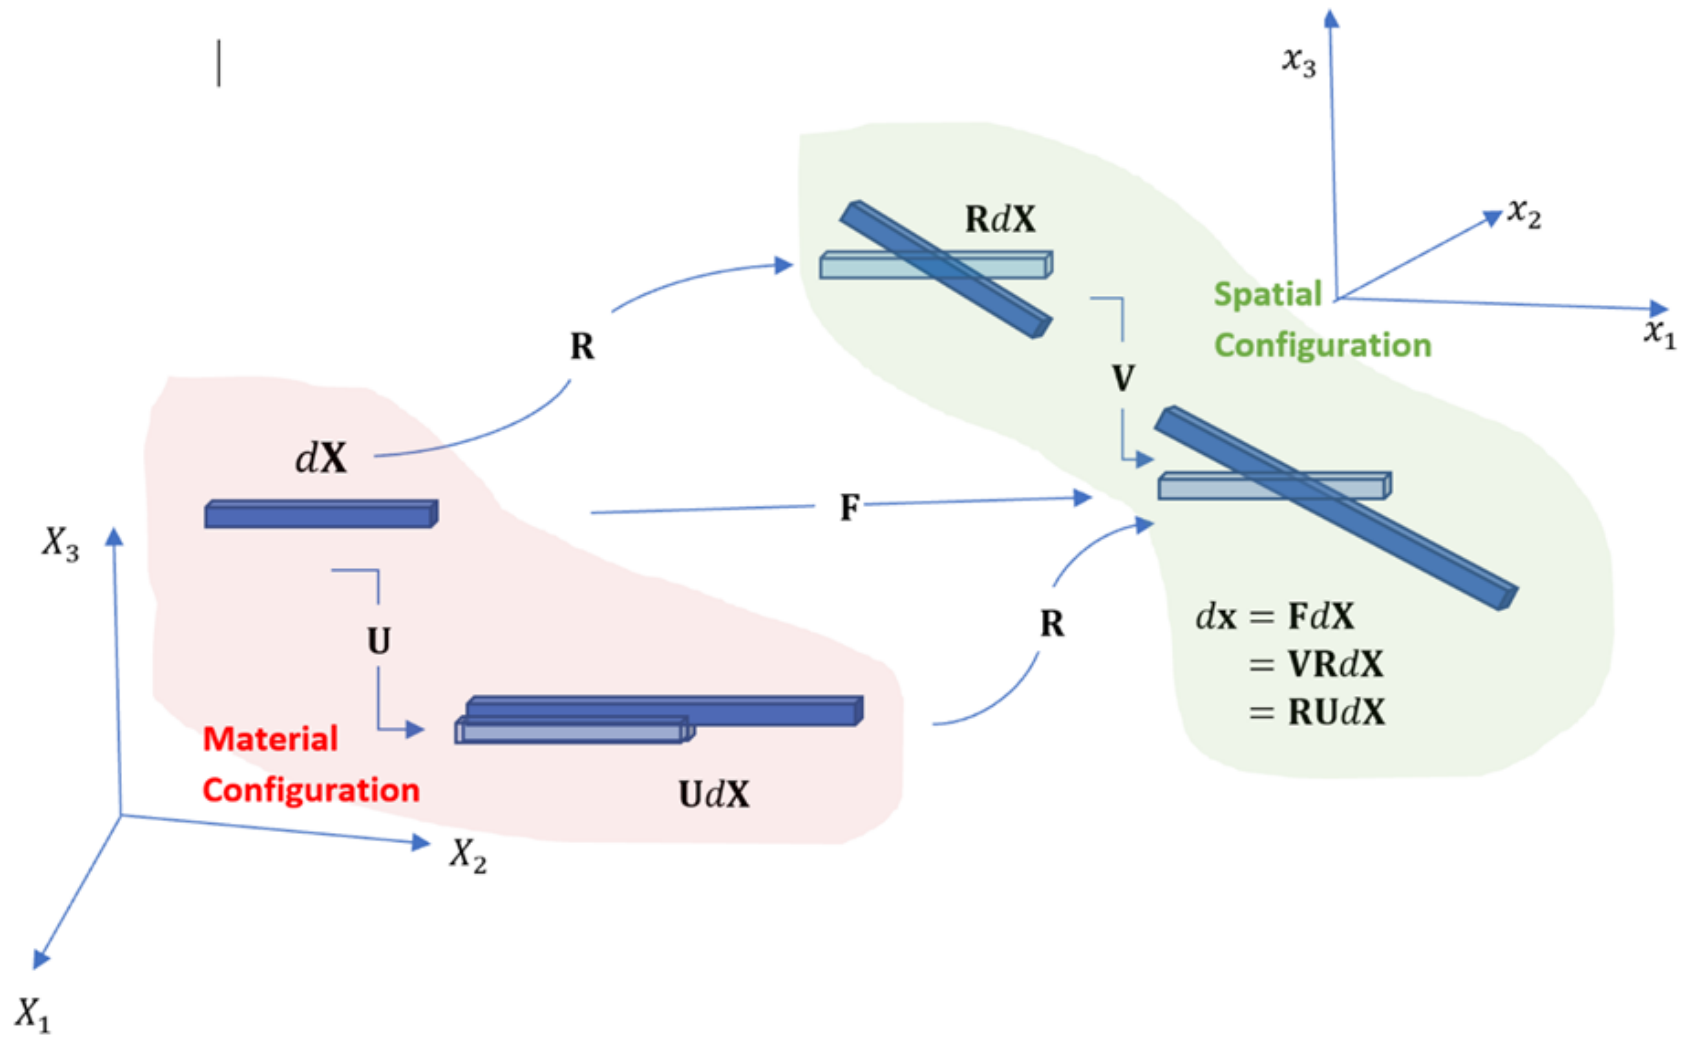 x₃
x₂
Spatial
Configuration
x₁
R
RdX
V
dX
F
X₃
U
R
dx = FdX
= VRdX
= RUdX
Material
Configuration
UdX
X₂
X₁